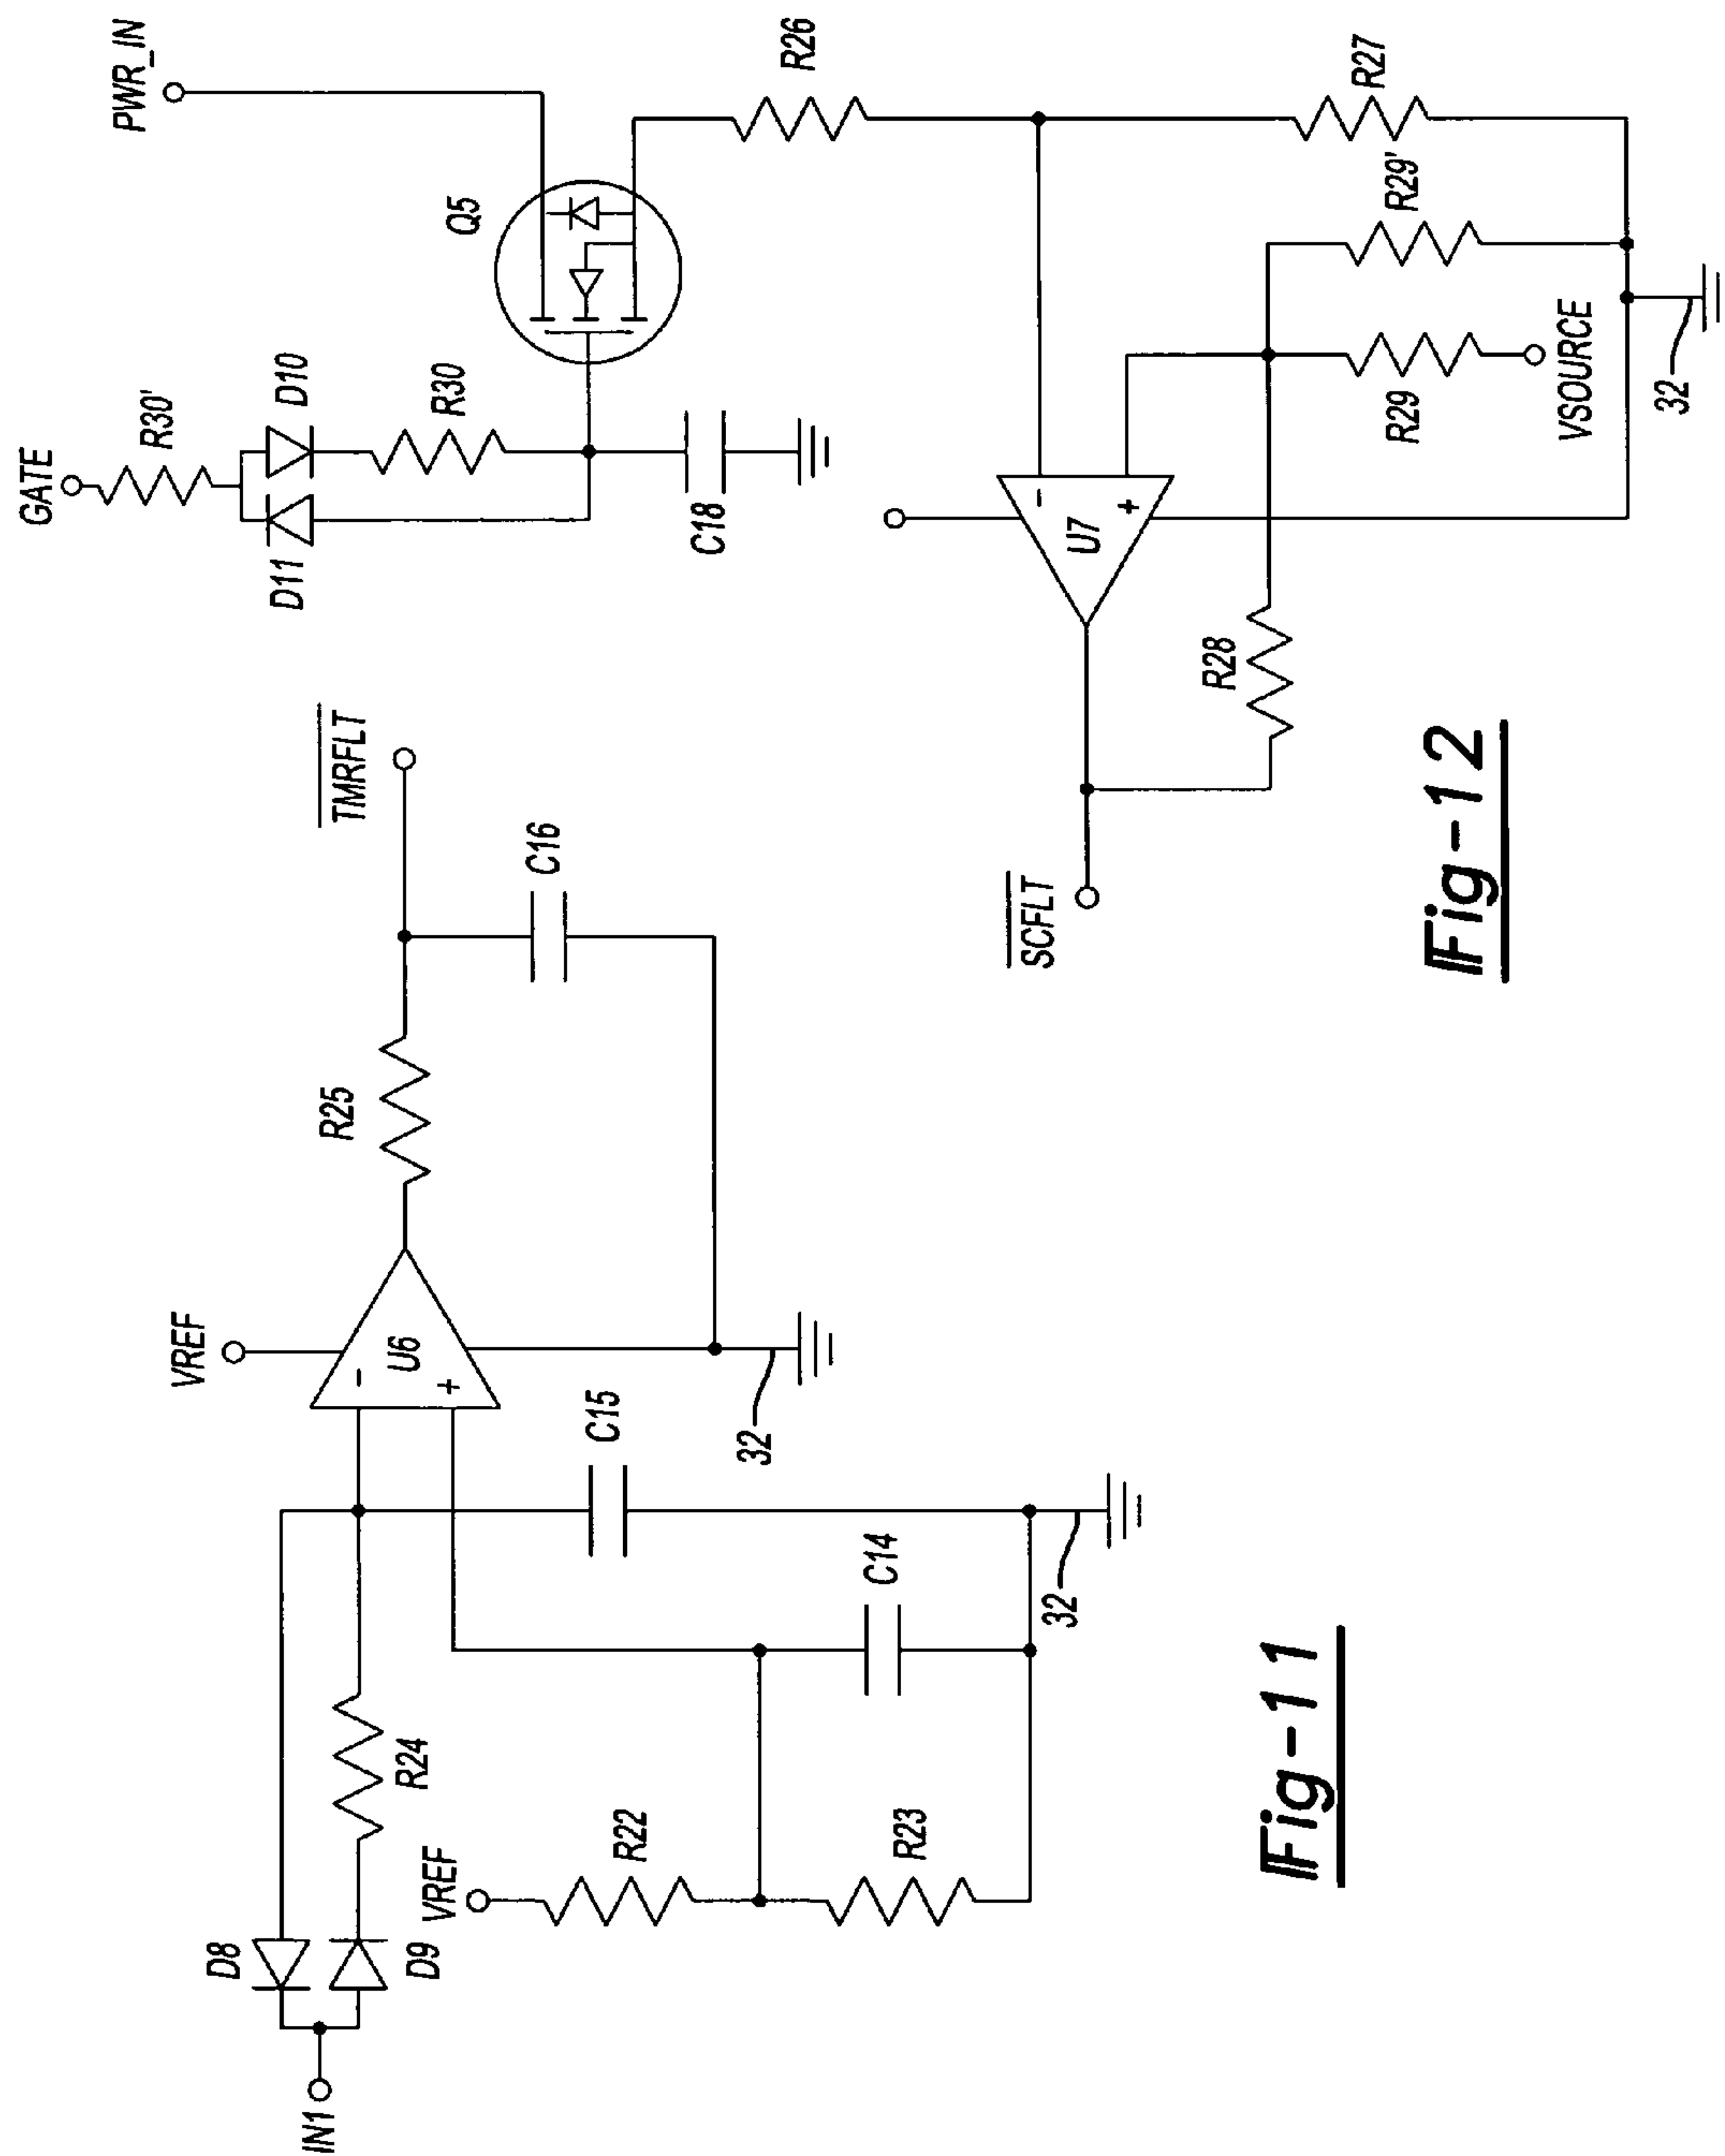 IN1
D8
D9
R24
VREF
R22
R23
C14
C15
32
VREF
U6
-
+
32
R25
C16
TMRFLT
Fig-11
GATE
R30'
D11
D10
R30
C18
Q5
PWR_IN
R26
R27
R29'
R29
VSOURCE
32
U7
-
+
R28
SCFLT
Fig-12